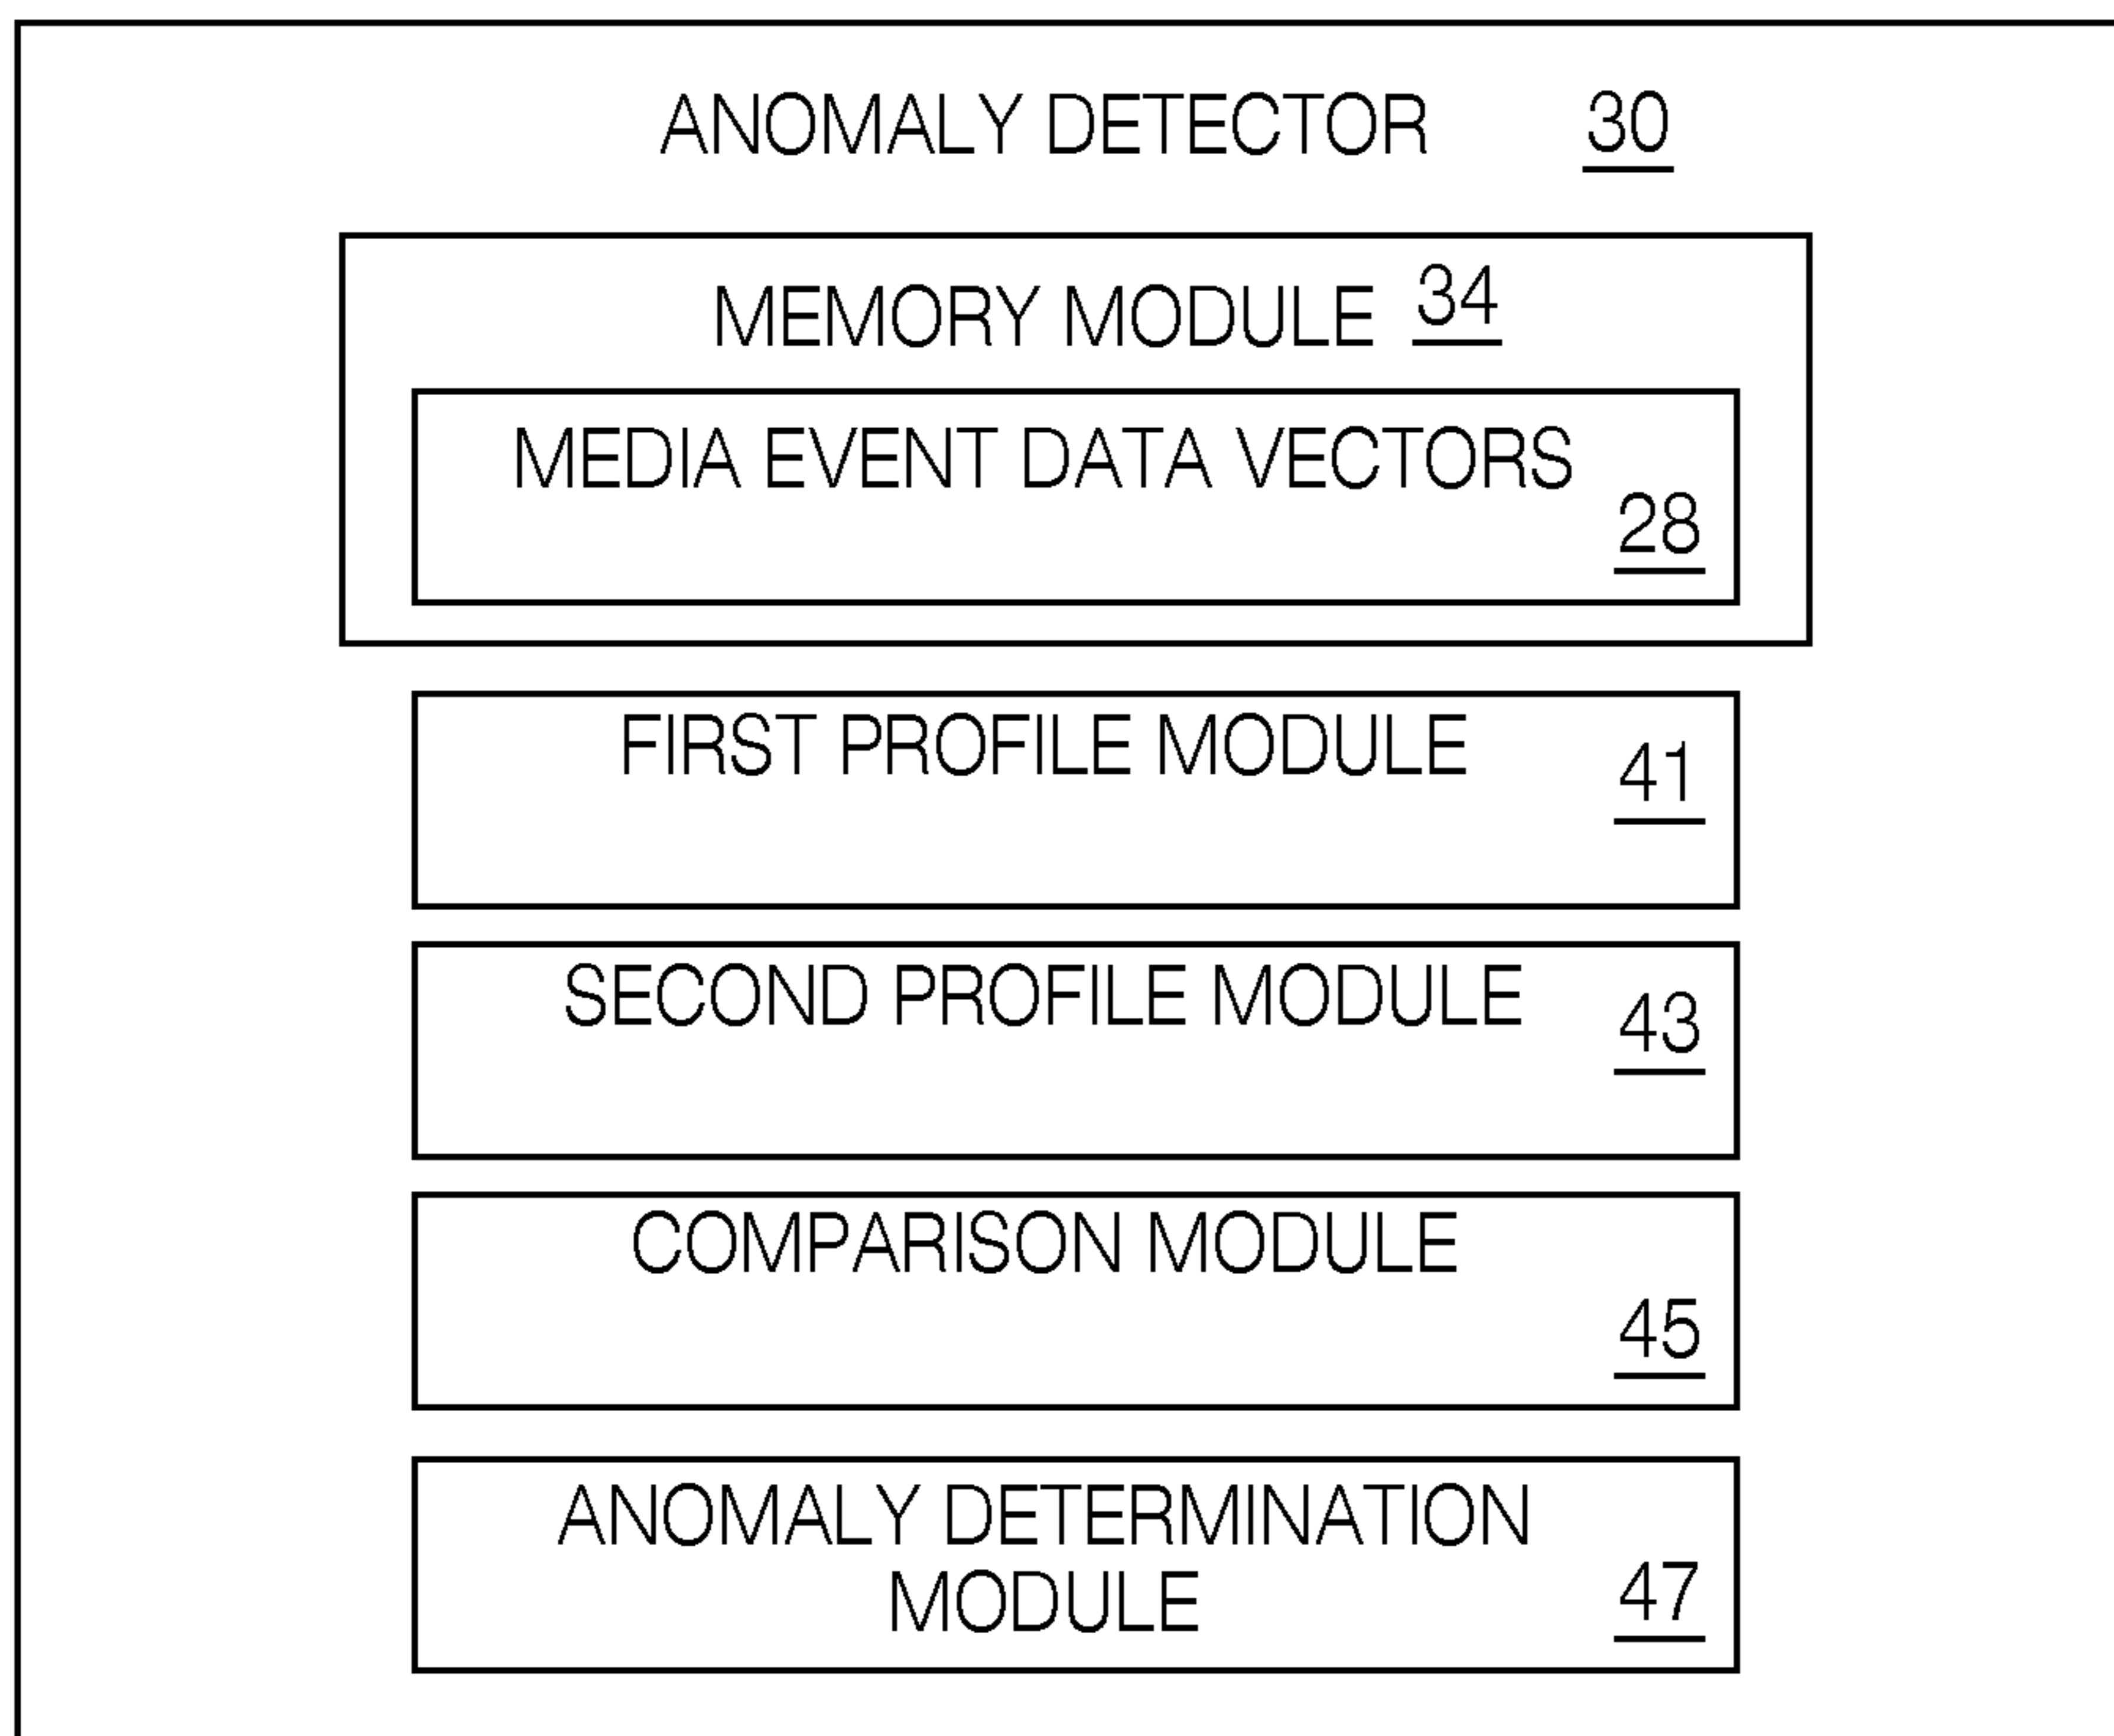 ANOMALY DETECTOR 30
MEMORY MODULE 34
MEDIA EVENT DATA VECTORS
28
FIRST PROFILE MODULE
41
SECOND PROFILE MODULE
43
COMPARISON MODULE
45
ANOMALY DETERMINATION
MODULE 47